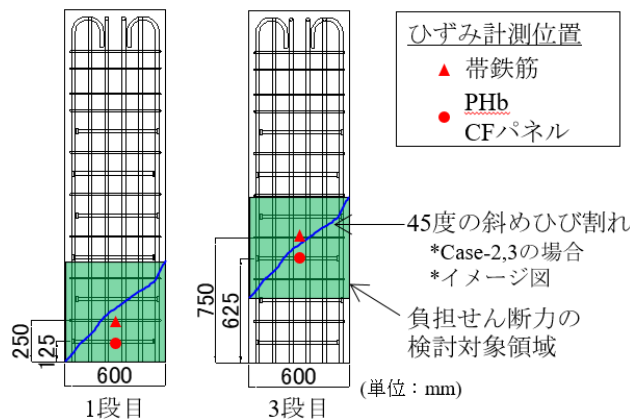 ひずみ計測位置
帯鉄筋
PHb
CFパネル
45度の斜めひび割れ
*Case-2,3の場合
*イメージ図
負担せん断力の
検討対象領域
250
125
600
1段目
750
625
600
(単位：mm)
3段目